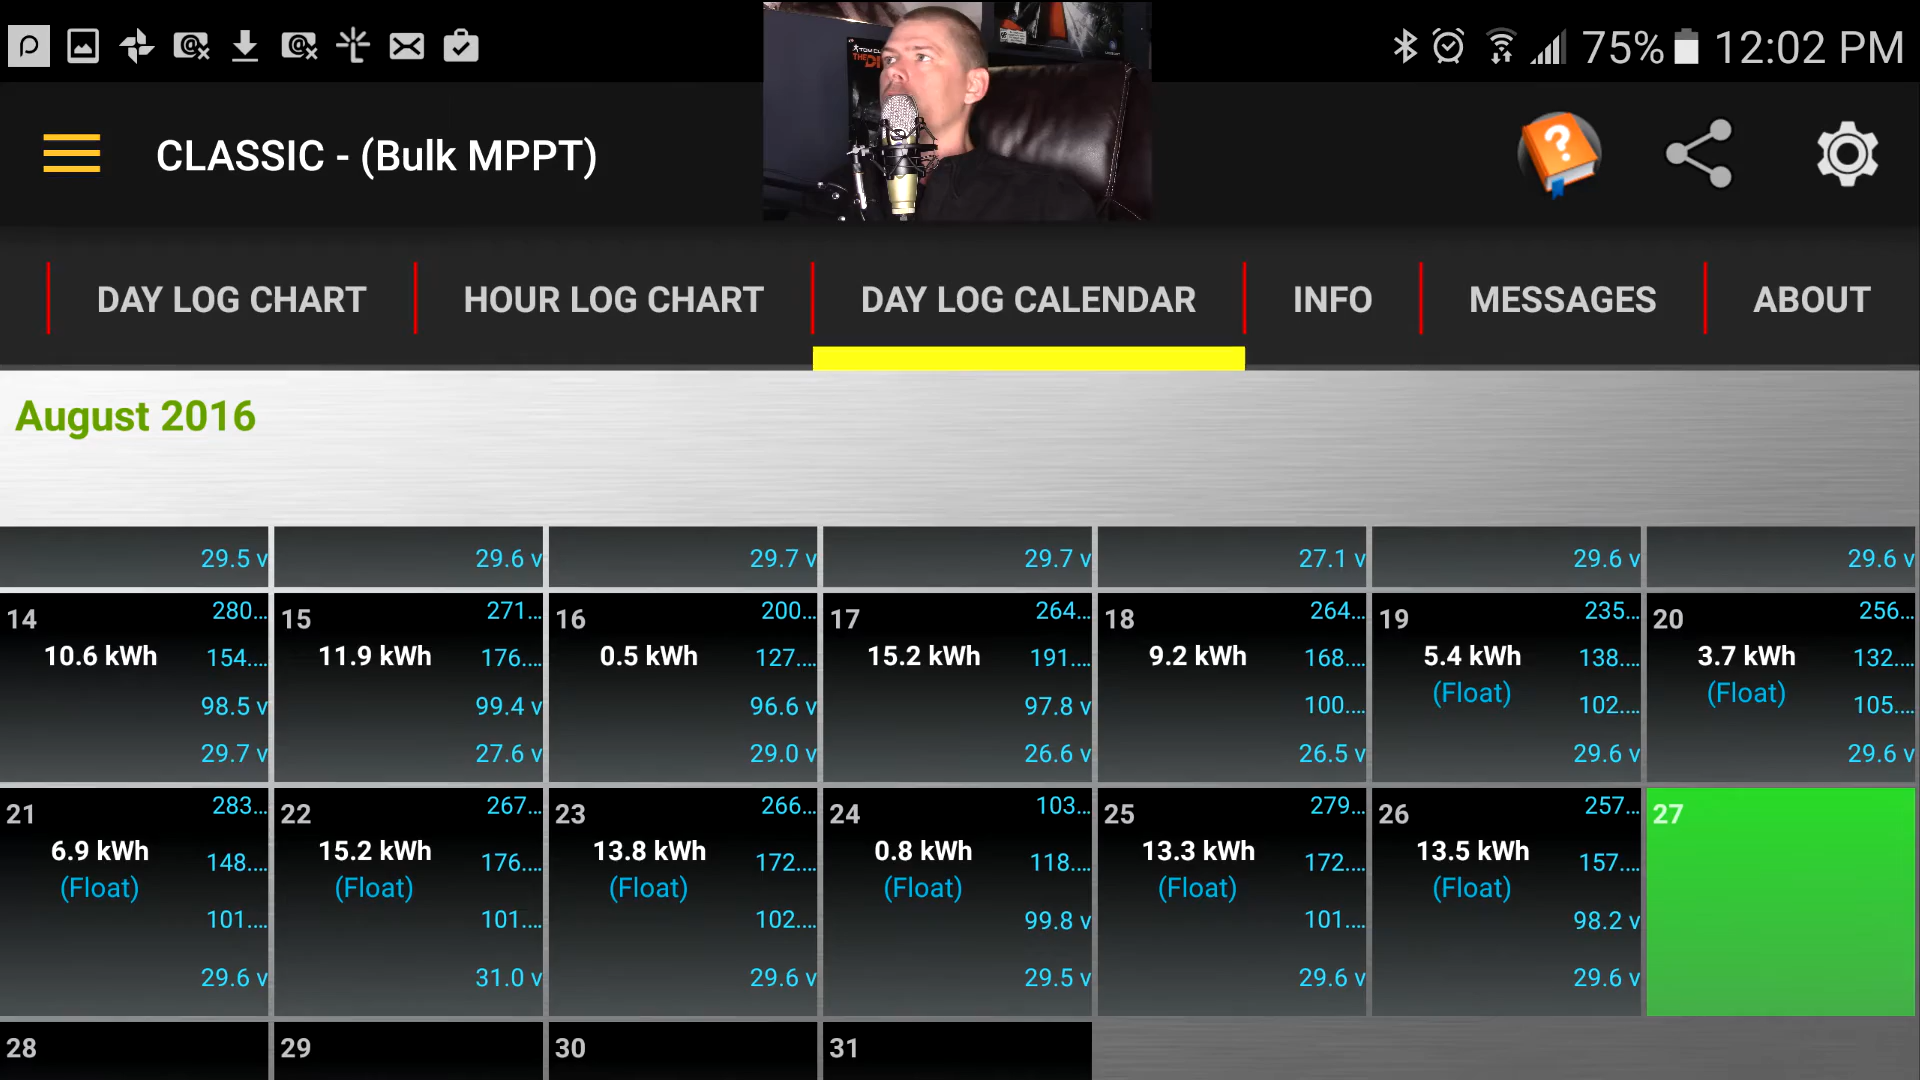 75% 12:02 PM
CLASSIC - (Bulk MPPT)
DAY LOG CHART HOUR LOG CHART DAY LOG CALENDAR INFO MESSAGES ABOUT
August 2016
29.5 v 29.6 v 29.7 v 29.7 v 27.1 v 29.6 v 29.6 v
14 280... 15 271... 16 200... 17 264... 18 264... 19 235... 20 256...
10.6 kWh 154.... 11.9 kWh 176.... 0.5 kWh 127.... 15.2 kWh 191.... 9.2 kWh 168.... 5.4 kWh 138.... 3.7 kWh 132....
(Float) (Float)
98.5 v 99.4 v 96.6 v 97.8 v 100.... 102.... 105....
29.7 v 27.6 v 29.0 v 26.6 v 26.5 v 29.6 v 29.6 v
21 283... 22 267... 23 266... 24 103... 25 279... 26 257... 27
6.9 kWh 148.... 15.2 kWh 176.... 13.8 kWh 172.... 0.8 kWh 118.... 13.3 kWh 172.... 13.5 kWh 157....
(Float) (Float) (Float) (Float) (Float) (Float)
101.... 101.... 102.... 99.8 v 101.... 98.2 v
29.6 v 31.0 v 29.6 v 29.5 v 29.6 v 29.6 v
28 29 30 31